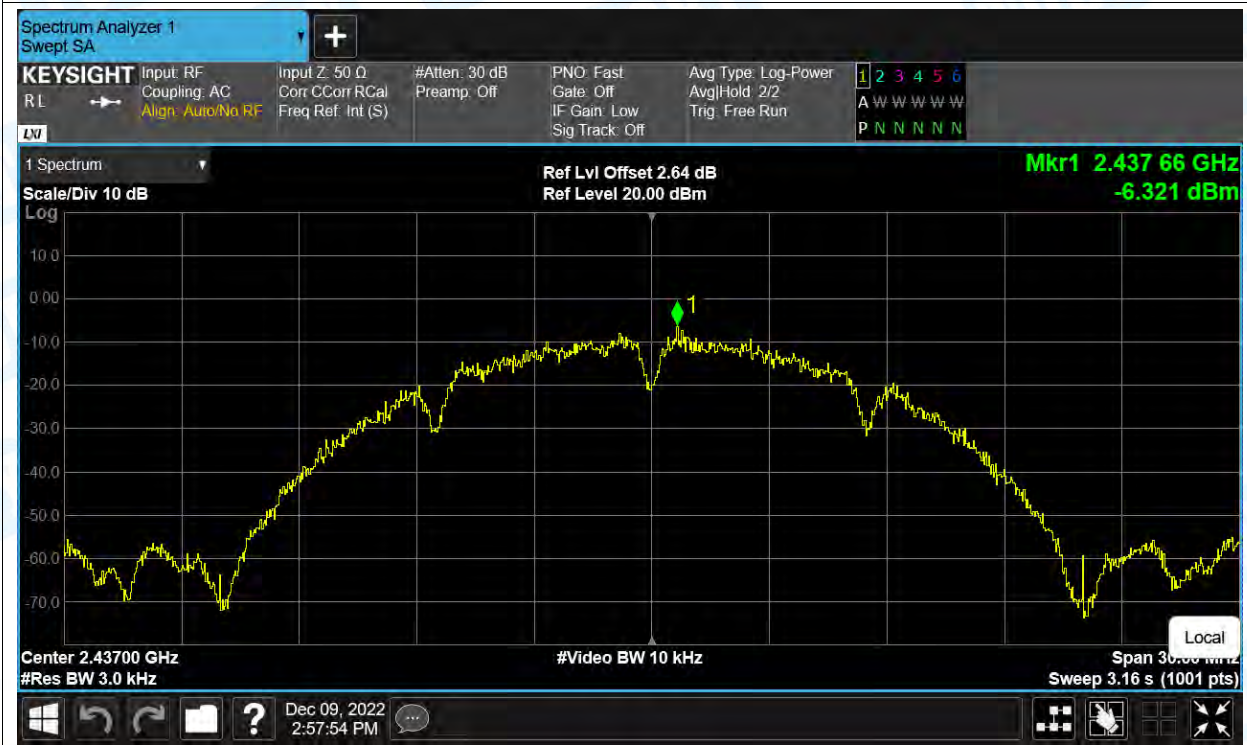 Spectrum Analyzer 1
Swept SA
KEYSIGHT
R L
LXI
Input: RF
Coupling: AC
Align: Auto/No RF
Input Z: 50 Ω
Corr CCorr RCal
Freq Ref: Int (S)
#Atten: 30 dB
Preamp: Off
PNO: Fast
Gate: Off
IF Gain: Low
Sig Track: Off
Avg Type: Log-Power
Avg|Hold: 2/2
Trig: Free Run
1 2 3 4 5 6
A W W W W W
P N N N N N
1 Spectrum
Scale/Div 10 dB
Log
Ref Lvl Offset 2.64 dB
Ref Level 20.00 dBm
Mkr1 2.437 66 GHz
-6.321 dBm
10.0
0.00
-10.0
-20.0
-30.0
-40.0
-50.0
-60.0
-70.0
1
Local
Center 2.43700 GHz
#Res BW 3.0 kHz
#Video BW 10 kHz
Span 30.00 MHz
Sweep 3.16 s (1001 pts)
?
Dec 09, 2022
2:57:54 PM